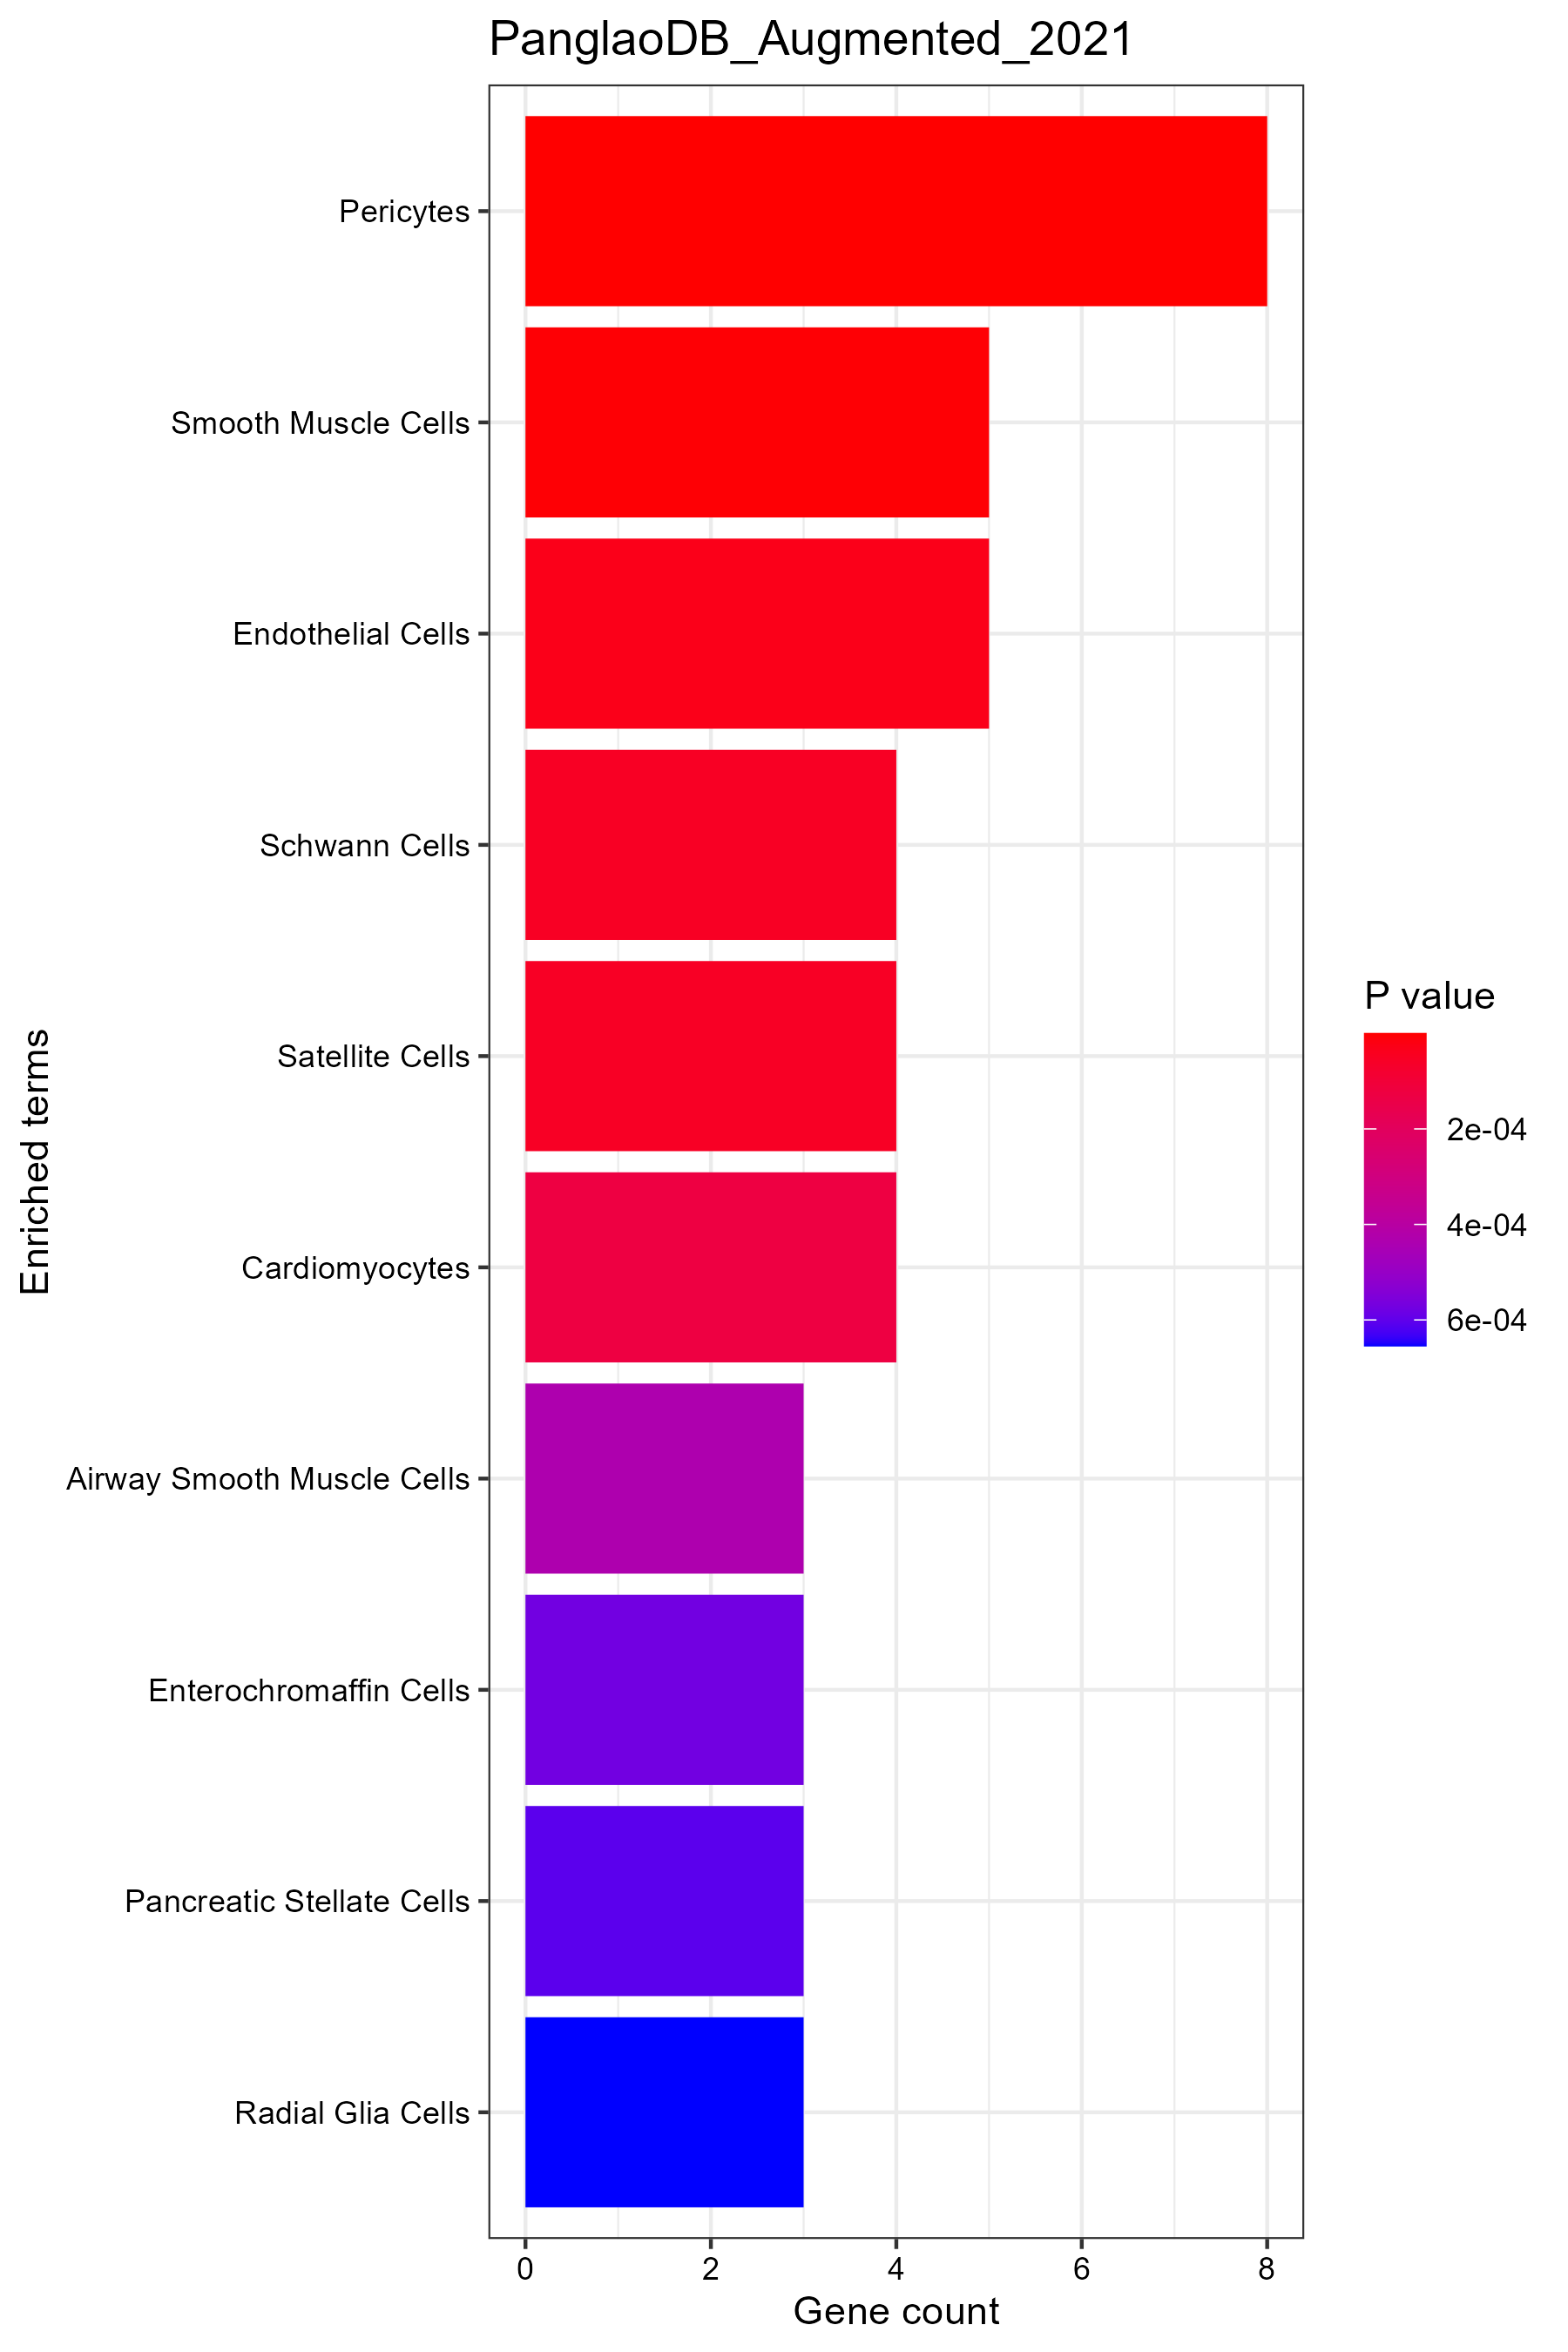 PanglaoDB_Augmented_2021
Pericytes
Smooth Muscle Cells
Endothelial Cells
Schwann Cells
Satellite Cells
Cardiomyocytes
Airway Smooth Muscle Cells
Enterochromaffin Cells
Pancreatic Stellate Cells
Radial Glia Cells
Enriched terms
0 2 4 6 8
Gene count
P value
2e-04
4e-04
6e-04